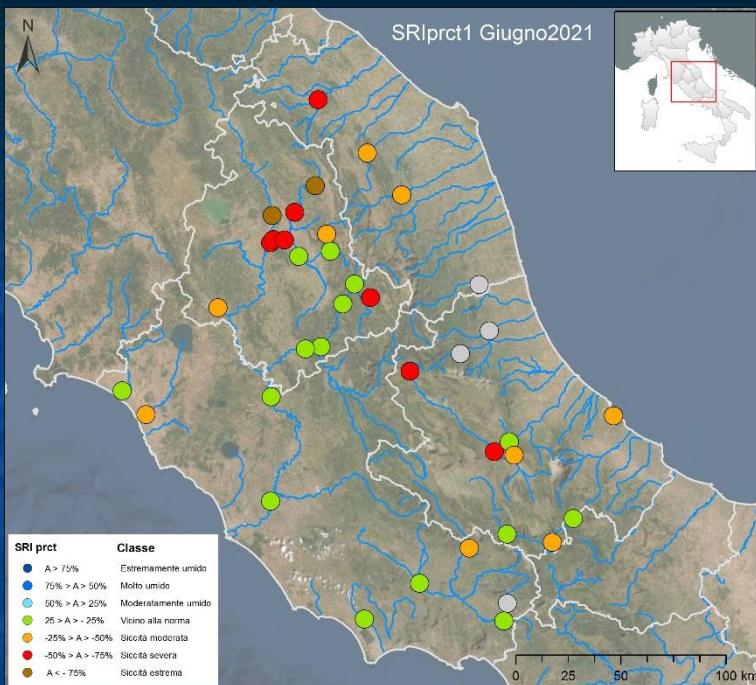 SRIprct1 Giugno2021
N
SRI prct Classe
A > 75% Estremamente umido
75% > A > 50% Molto umido
50% > A > 25% Moderatamente umido
25 > A > - 25% Vicino alla norma
-25% > A > -50% Siccità moderata
-50% > A > -75% Siccità severa
A < - 75% Siccità estrema
0 25 50 100 km